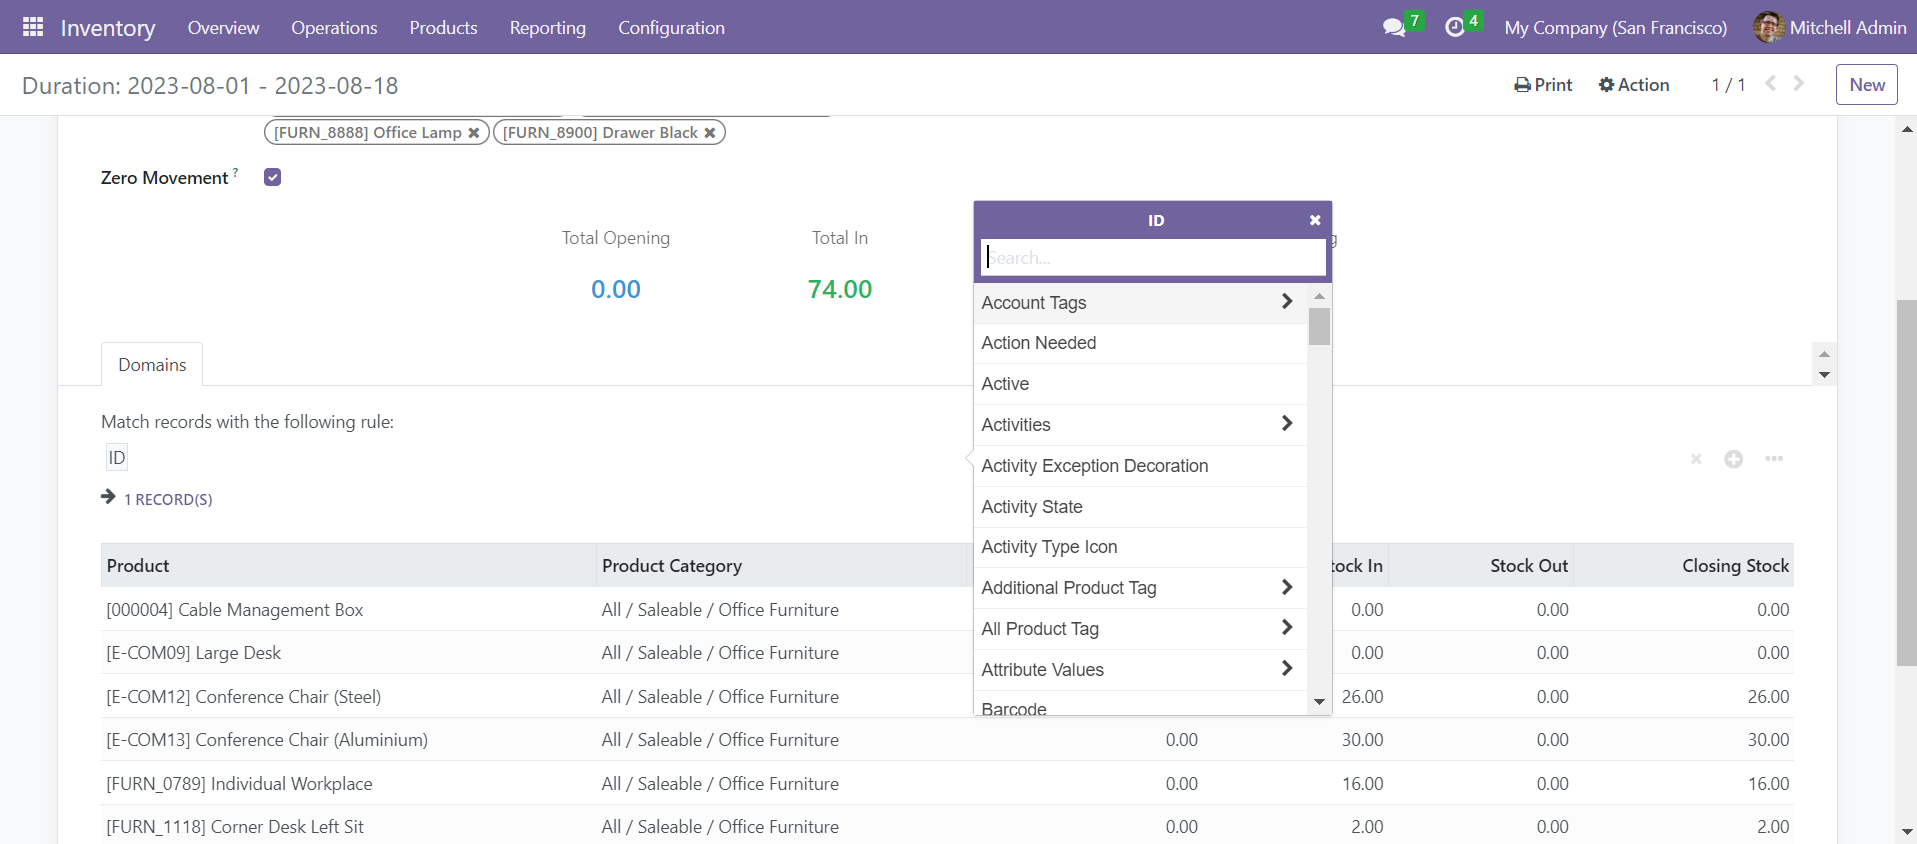 Inventory Overview Operations Products Reporting Configuration 7 4 My Company (San Francisco) Mitchell Admin
Duration: 2023-08-01 - 2023-08-18 Print Action 1 / 1 New
[FURN_8888] Office Lamp [FURN_8900] Drawer Black
Zero Movement ?
Total Opening Total In
0.00 74.00
ID
Search...
Account Tags
Action Needed
Active
Activities
Activity Exception Decoration
Activity State
Activity Type Icon
Additional Product Tag
All Product Tag
Attribute Values
Barcode
Domains
Match records with the following rule:
ID
1 RECORD(S)
Product Product Category tock In Stock Out Closing Stock
[000004] Cable Management Box All / Saleable / Office Furniture 0.00 0.00 0.00
[E-COM09] Large Desk All / Saleable / Office Furniture 0.00 0.00 0.00
[E-COM12] Conference Chair (Steel) All / Saleable / Office Furniture 26.00 0.00 26.00
[E-COM13] Conference Chair (Aluminium) All / Saleable / Office Furniture 0.00 30.00 0.00 30.00
[FURN_0789] Individual Workplace All / Saleable / Office Furniture 0.00 16.00 0.00 16.00
[FURN_1118] Corner Desk Left Sit All / Saleable / Office Furniture 0.00 2.00 0.00 2.00